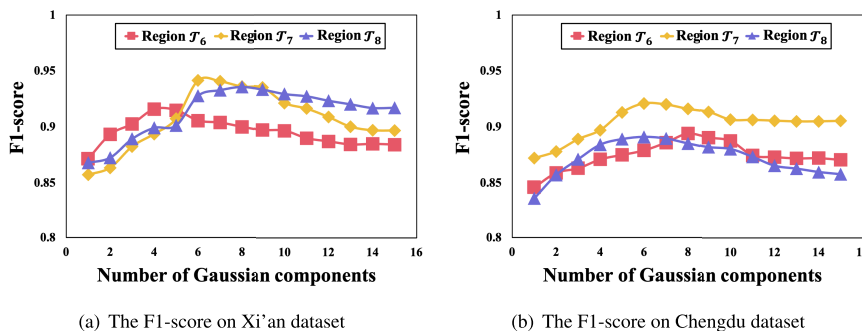 Region 𝒯6 Region 𝒯7 Region 𝒯8
1
0.95
0.9
0.85
0.8
F1-score
0 2 4 6 8 10 12 14 16
Number of Gaussian components
(a) The F1-score on Xi'an dataset
Region 𝒯6 Region 𝒯7 Region 𝒯8
1
0.95
0.9
0.85
0.8
F1-score
0 2 4 6 8 10 12 14
Number of Gaussian components
(b) The F1-score on Chengdu dataset